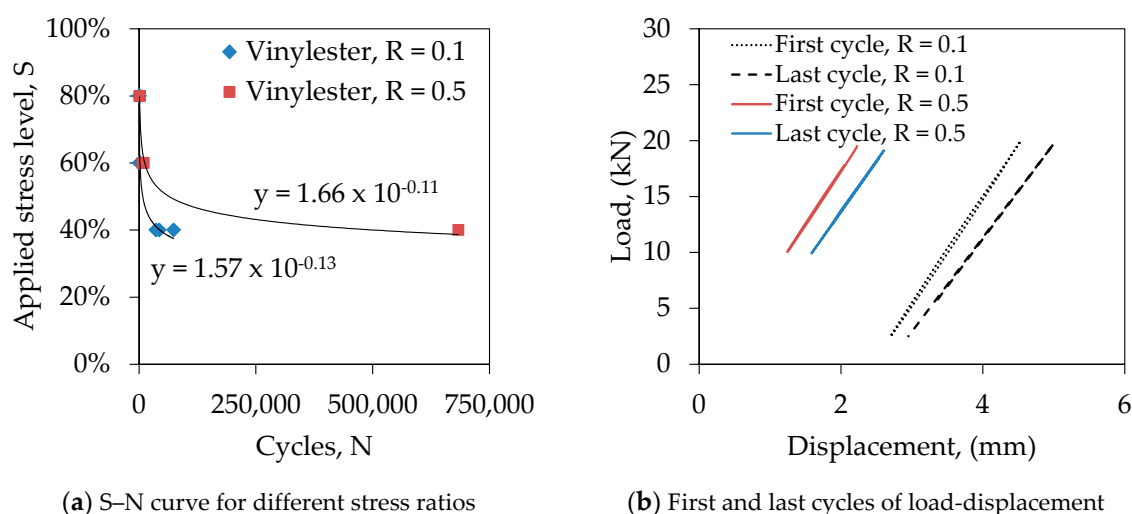 100%
80%
60%
40%
20%
0%
Applied stress level, S
Vinylester, R = 0.1
Vinylester, R = 0.5
y = 1.66 x 10^-0.11
y = 1.57 x 10^-0.13
0 250,000 500,000 750,000
Cycles, N
(a) S–N curve for different stress ratios
30
25
20
15
10
5
0
Load, (kN)
First cycle, R = 0.1
Last cycle, R = 0.1
First cycle, R = 0.5
Last cycle, R = 0.5
0 2 4 6
Displacement, (mm)
(b) First and last cycles of load-displacement